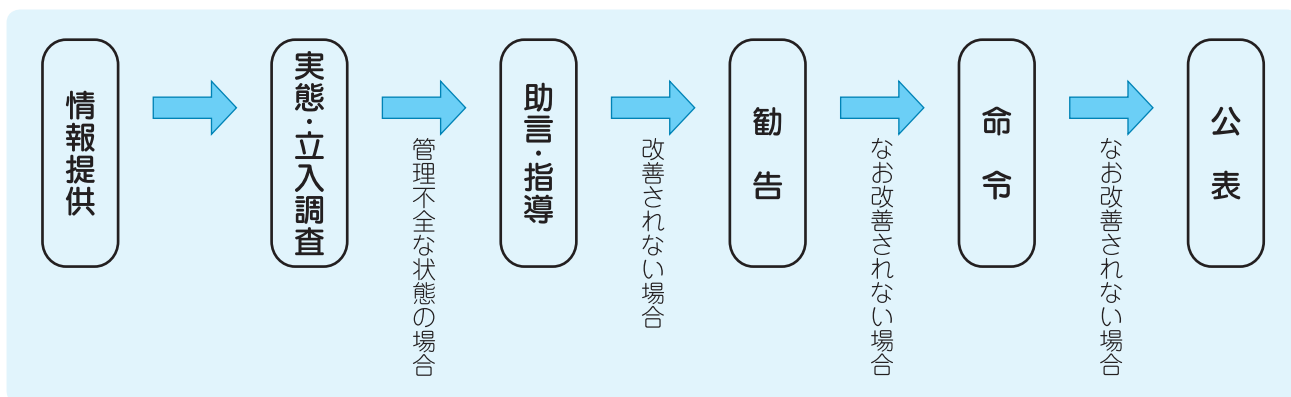 情報提供
実態・立入調査
管理不全な状態の場合
助言・指導
改善されない場合
勧告
なお改善されない場合
命令
なお改善されない場合
公表